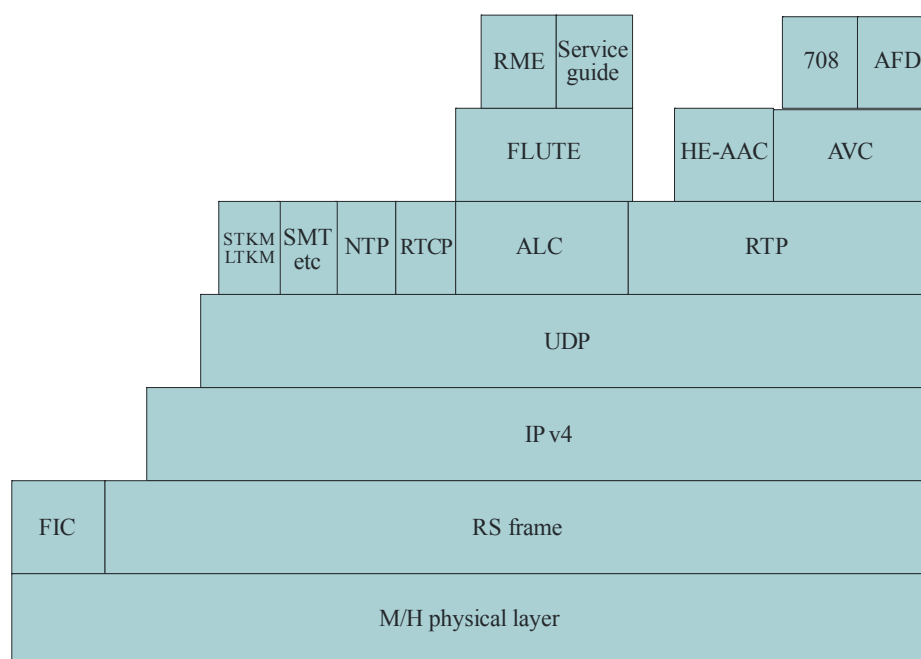 RME
Service
guide
708
AFD
FLUTE
HE-AAC
AVC
STKM
LTKM
SMT
etc
NTP
RTCP
ALC
RTP
UDP
IP v4
FIC
RS frame
M/H physical layer